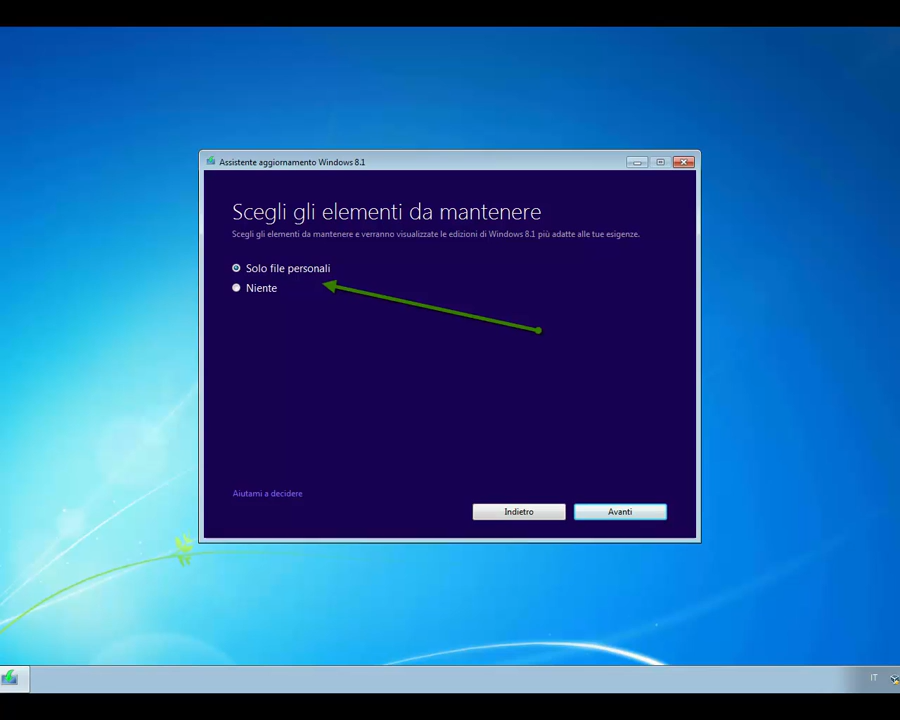 Assistente aggiornamento Windows 8.1
Scegli gli elementi da mantenere
Scegli gli elementi da mantenere e verranno visualizzate le edizioni di Windows 8.1 più adatte alle tue esigenze.
Solo file personali
Niente
Aiutami a decidere
Indietro
Avanti
IT